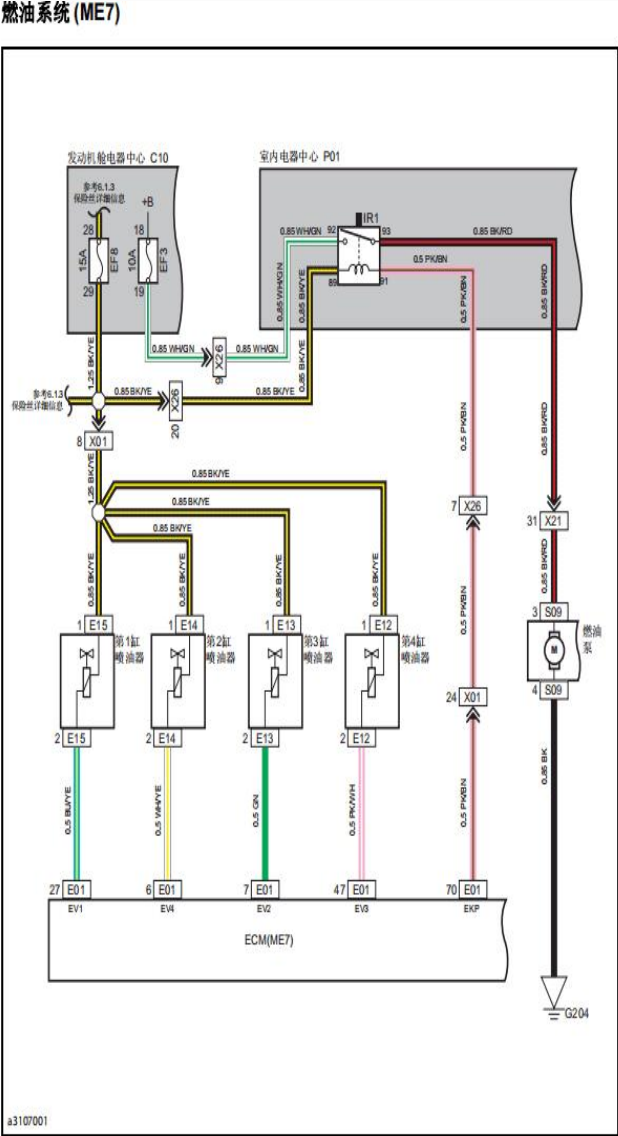 燃油系统 (ME7)
发动机舱电器中心 C10
室内电器中心 P01
参考6.1.3
保险丝详细信息
+B
28
18
15A
EF8
10A
EF3
29
19
IR1
0.85 WH/GN
92
93
0.85 BK/RD
0.5 PK/BN
89
91
0.85 WH/GN
0.85 BK/YE
0.5 PK/BN
0.85 BK/RD
0.85 WH/GN
X26
9
0.85 WH/GN
1.25 BK/YE
0.85 BK/YE
参考6.1.3
保险丝详细信息
0.85 BK/YE
X26
20
0.85 BK/YE
8 X01
1.25 BK/YE
0.5 PK/BN
0.85 BK/RD
0.85 BK/YE
0.85 BK/YE
0.85 BK/YE
7 X26
31 X21
0.85 BK/YE
0.85 BK/YE
0.85 BK/YE
0.85 BK/YE
0.5 PK/BN
0.85 BK/RD
1 E15
1 E14
1 E13
1 E12
3 S09
第1缸
喷油器
第2缸
喷油器
第3缸
喷油器
第4缸
喷油器
M
燃油
泵
24 X01
4 S09
2 E15
2 E14
2 E13
2 E12
0.5 BU/YE
0.5 WH/YE
0.5 GN
0.5 PK/WH
0.5 PK/BN
0.85 BK
27 E01
6 E01
7 E01
47 E01
70 E01
EV1
EV4
EV2
EV3
EKP
ECM(ME7)
G204
a3107001